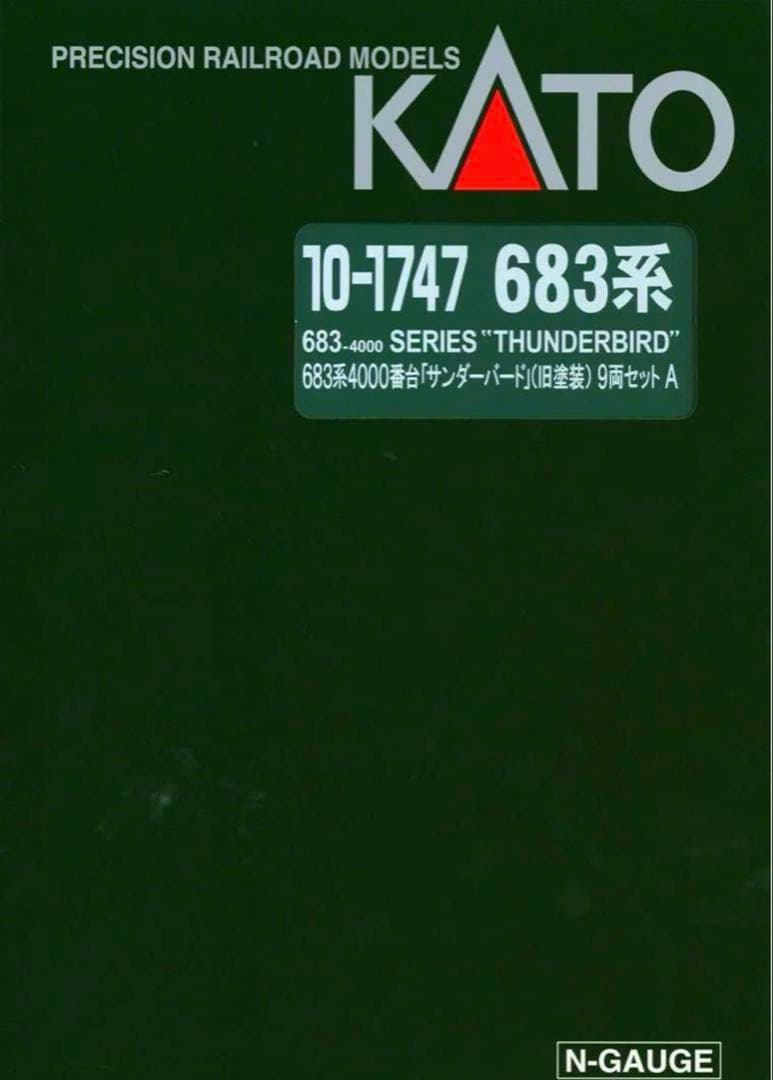 PRECISION RAILROAD MODELS
KATO
10-1747 683系
683-4000 SERIES "THUNDERBIRD"
683系4000番台「サンダーバード」(旧塗装) 9両セット A
N-GAUGE